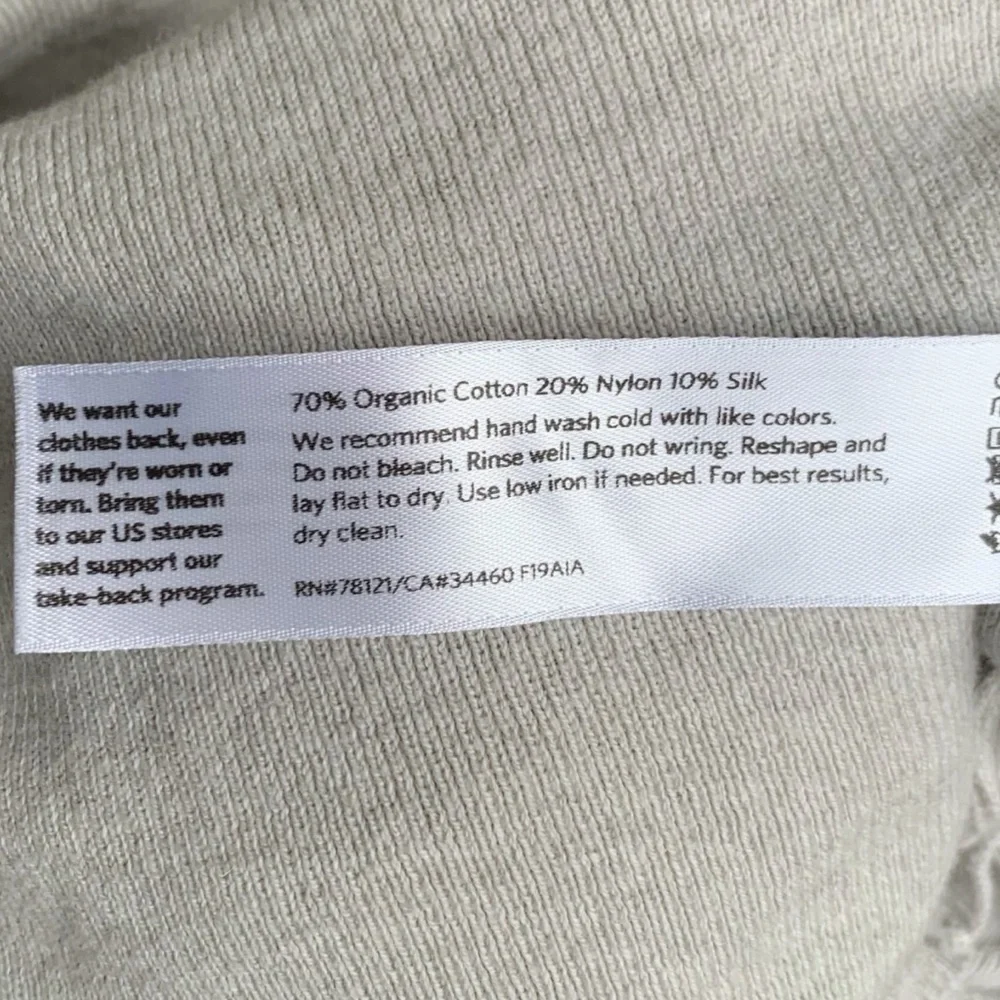 We want our
clothes back, even
if they're worn or
torn. Bring them
to our US stores
and support our
take-back program.
70% Organic Cotton 20% Nylon 10% Silk
We recommend hand wash cold with like colors.
Do not bleach. Rinse well. Do not wring. Reshape and
lay flat to dry. Use low iron if needed. For best results,
dry clean.
RN#78121/CA#34460 F19AIA